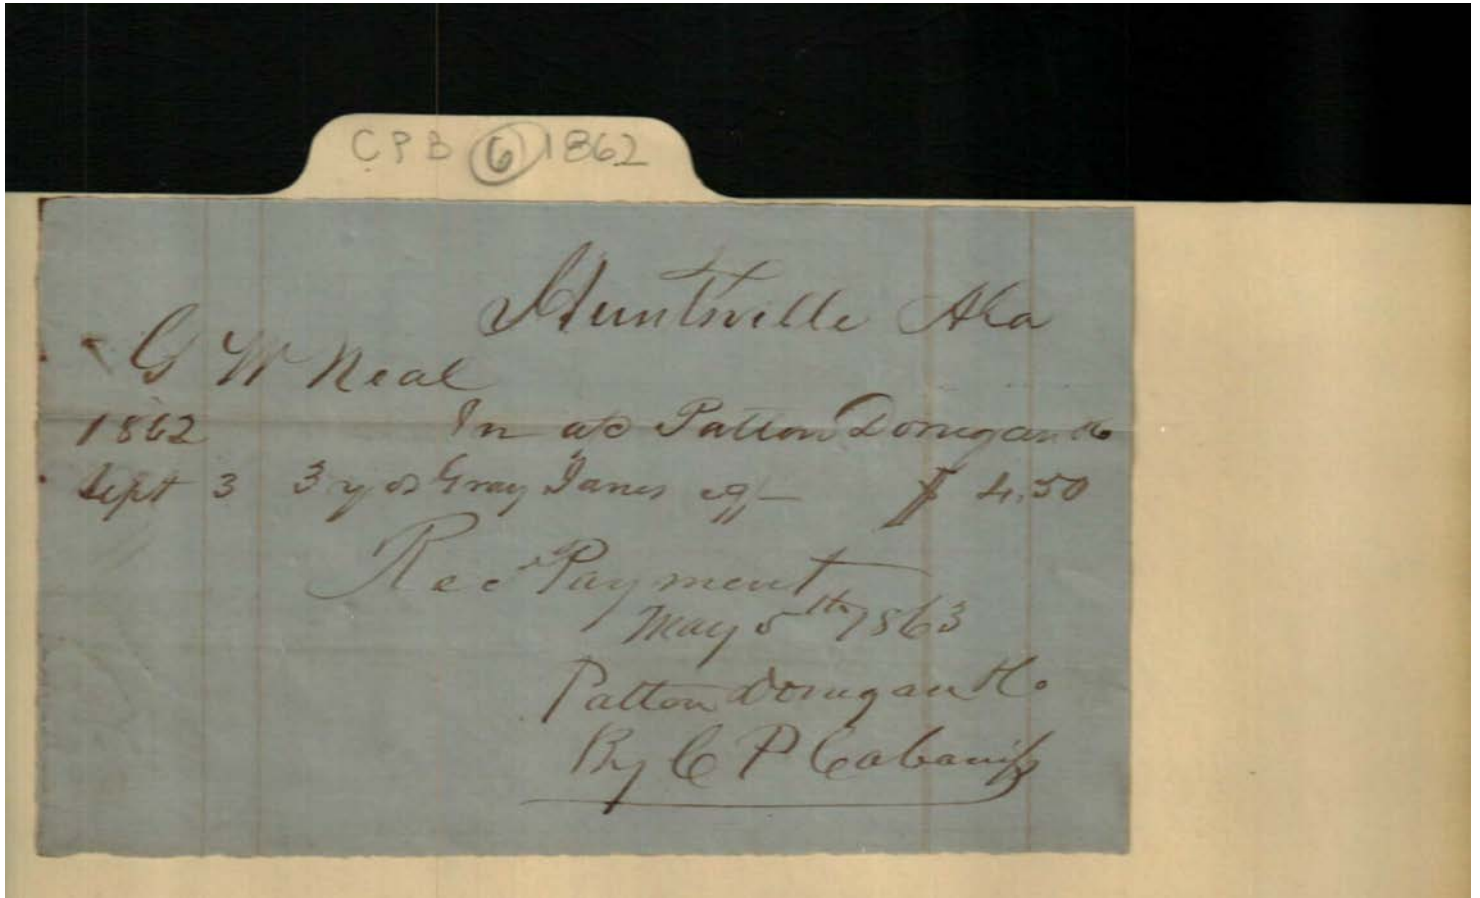 CPB 6 1862
Huntsville Ala
G W Neal
1862 In a/c Patton Donegan & Co
Sept 3 3 yds Gray Janes $ 4.50
Recd Payment
May 5th 1863
Patton Donegan & Co
By C P Cabaniss